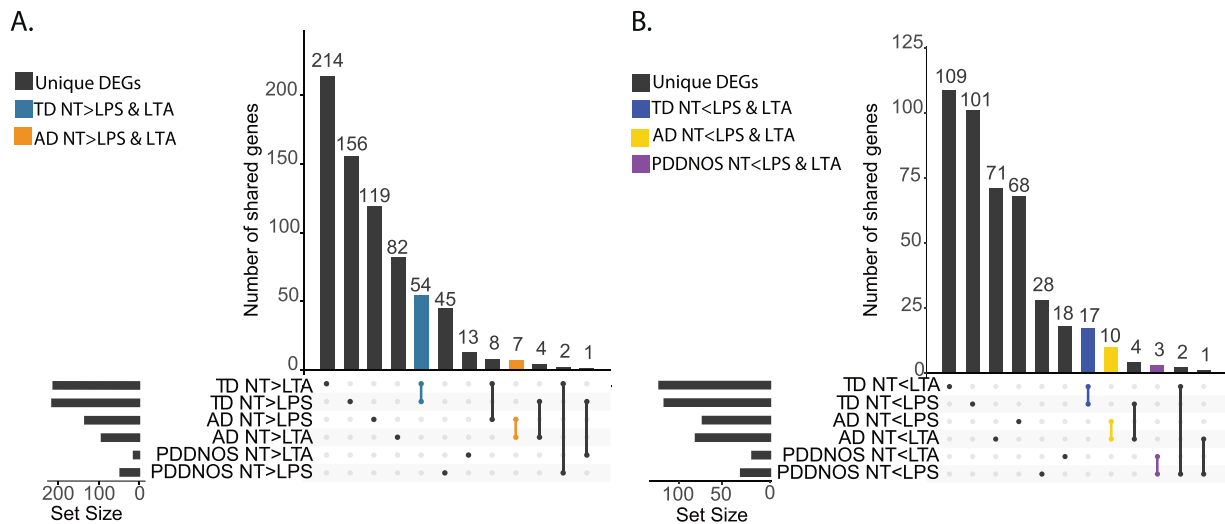 A.
Unique DEGs
TD NT>LPS & LTA
AD NT>LPS & LTA
Number of shared genes
200
150
100
50
0
214
156
119
82
54
45
13
8
7
4
2
1
TD NT>LTA
TD NT>LPS
AD NT>LPS
AD NT>LTA
PDDNOS NT>LTA
PDDNOS NT>LPS
200 100 0
Set Size
B.
Unique DEGs
TD NT<LPS & LTA
AD NT<LPS & LTA
PDDNOS NT<LPS & LTA
Number of shared genes
125
100
75
50
25
0
109
101
71
68
28
18
17
10
4
3
2
1
TD NT<LTA
TD NT<LPS
AD NT<LPS
AD NT<LTA
PDDNOS NT<LTA
PDDNOS NT<LPS
100 50 0
Set Size